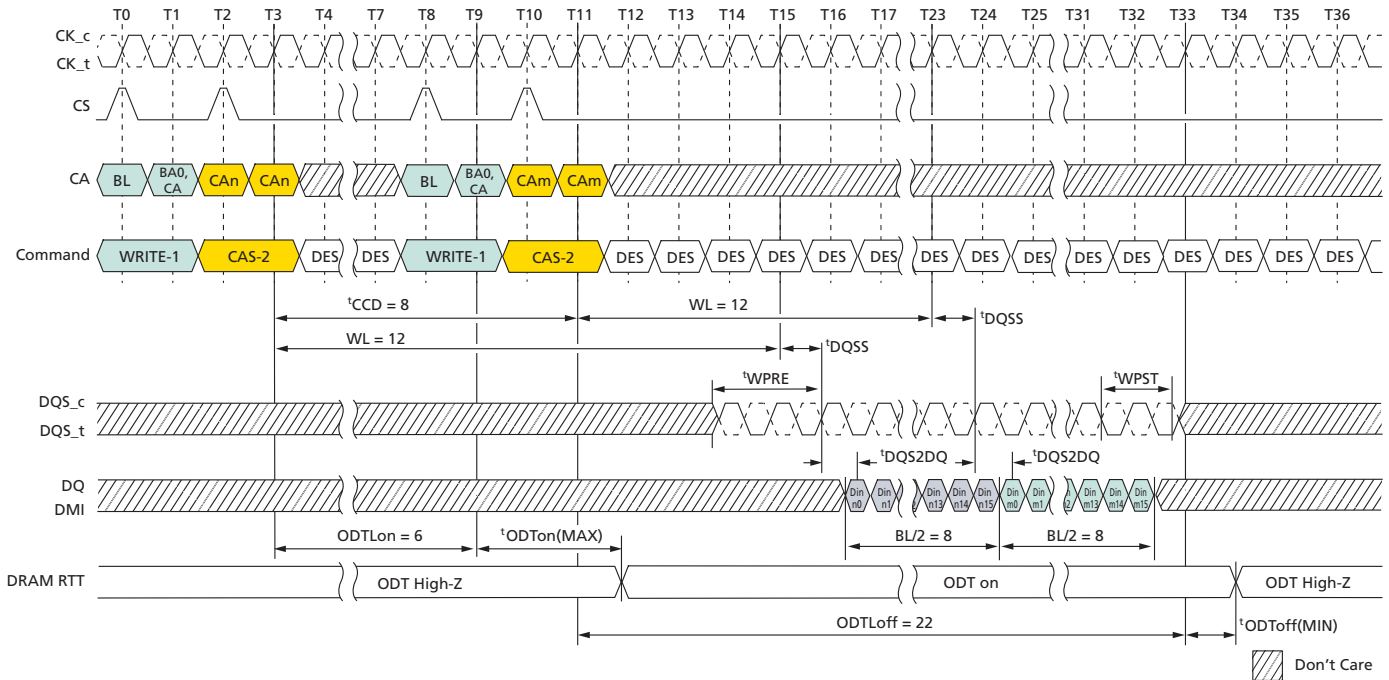 T0 T1 T2 T3 T4 T7 T8 T9 T10 T11 T12 T13 T14 T15 T16 T17 T23 T24 T25 T31 T32 T33 T34 T35 T36
CK_c
CK_t
CS
CA BL BA0, CA CAn CAn BL BA0, CA CAm CAm
Command WRITE-1 CAS-2 DES DES WRITE-1 CAS-2 DES DES DES DES DES DES DES DES DES DES DES DES DES DES DES
tCCD = 8 WL = 12 tDQSS
WL = 12 tDQSS
tWPRE tWPST
DQS_c
DQS_t
tDQS2DQ tDQS2DQ
DQ
DMI
Din n0 Din n1 Din n13 Din n14 Din n15 Din m0 Din m1 Din m13 Din m14 Din m15
BL/2 = 8 BL/2 = 8
ODTLon = 6 tODTon(MAX)
DRAM RTT ODT High-Z ODT on ODT High-Z
ODTLoff = 22 tODToff(MIN)
Don't Care